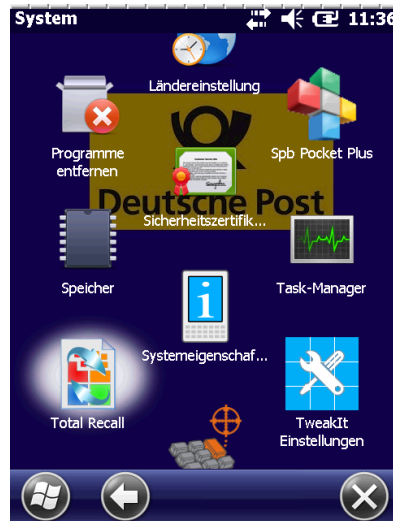 System
11:36
Ländereinstellung
Programme
entfernen
Spb Pocket Plus
Deutsche Post
Sicherheitszertifik...
Speicher
Task-Manager
Systemeigenschaf...
Total Recall
TweakIt
Einstellungen